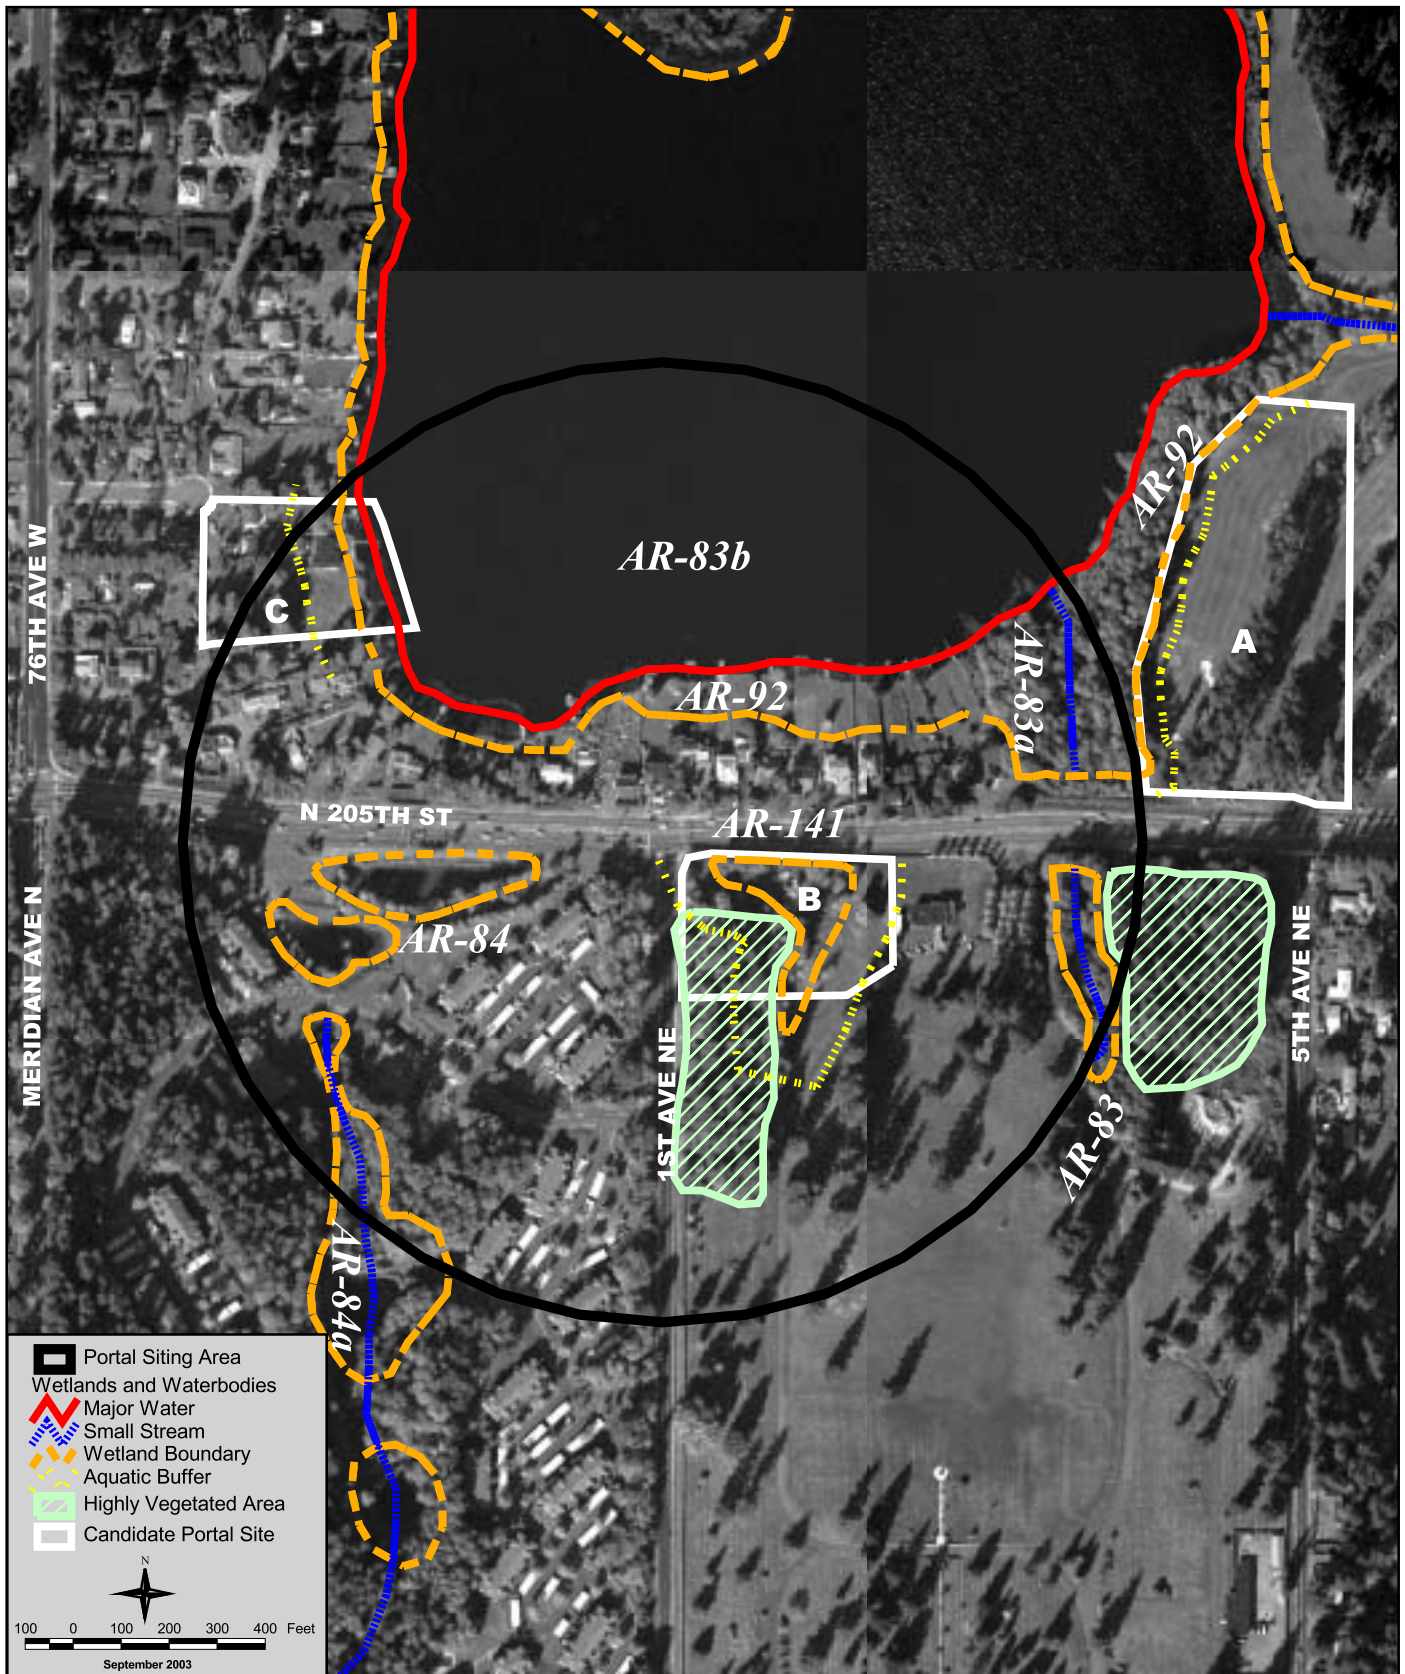 AR-92
AR-83b
76TH AVE W
C
A
AR-83a
AR-92
N 205TH ST
AR-141
B
AR-84
MERIDIAN AVE N
1ST AVE NE
5TH AVE NE
AR-83
AR-84a
Portal Siting Area
Wetlands and Waterbodies
Major Water
Small Stream
Wetland Boundary
Aquatic Buffer
Highly Vegetated Area
Candidate Portal Site
N
100 0 100 200 300 400 Feet
September 2003